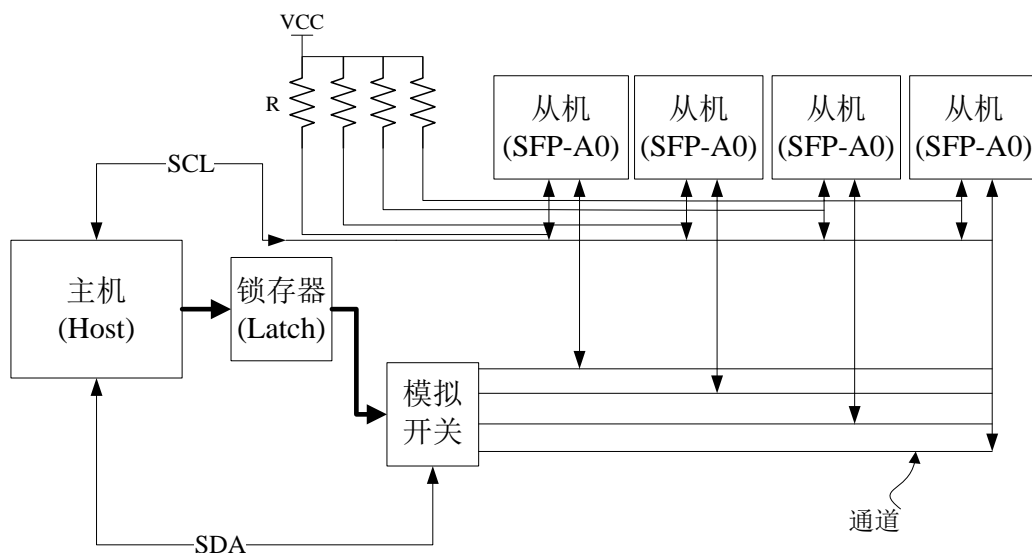 VCC
R
从机
(SFP-A0)
从机
(SFP-A0)
从机
(SFP-A0)
从机
(SFP-A0)
SCL
主机
(Host)
锁存器
(Latch)
模拟
开关
通道
SDA